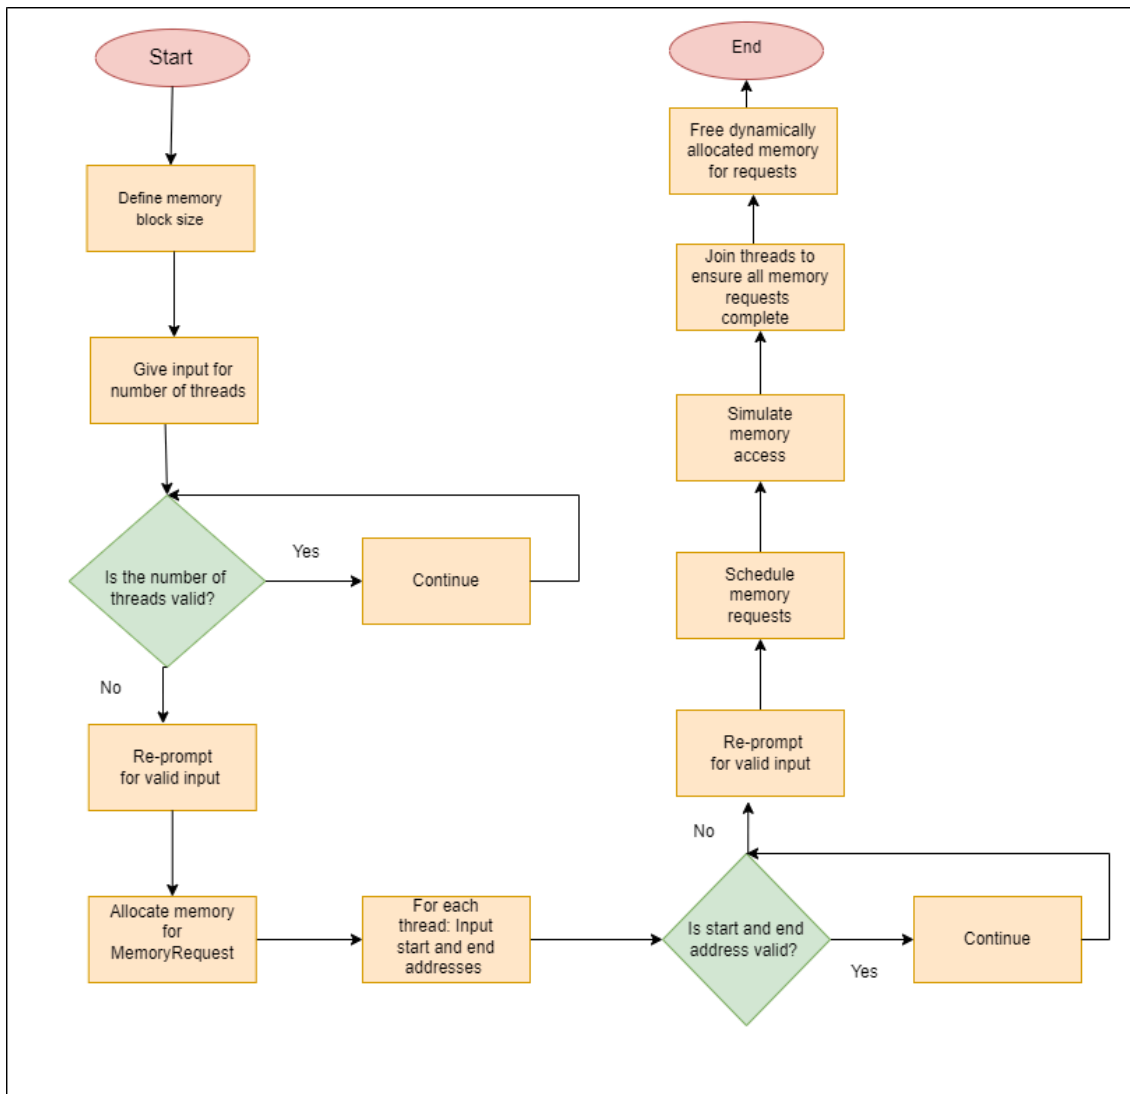 Start
Define memory
block size
Give input for
number of threads
Is the number of
threads valid?
Yes
Continue
No
Re-prompt
for valid input
Allocate memory
for
MemoryRequest
For each
thread: Input
start and end
addresses
Is start and end
address valid?
Yes
Continue
No
Re-prompt
for valid input
Schedule
memory
requests
Simulate
memory
access
Join threads to
ensure all memory
requests
complete
Free dynamically
allocated memory
for requests
End